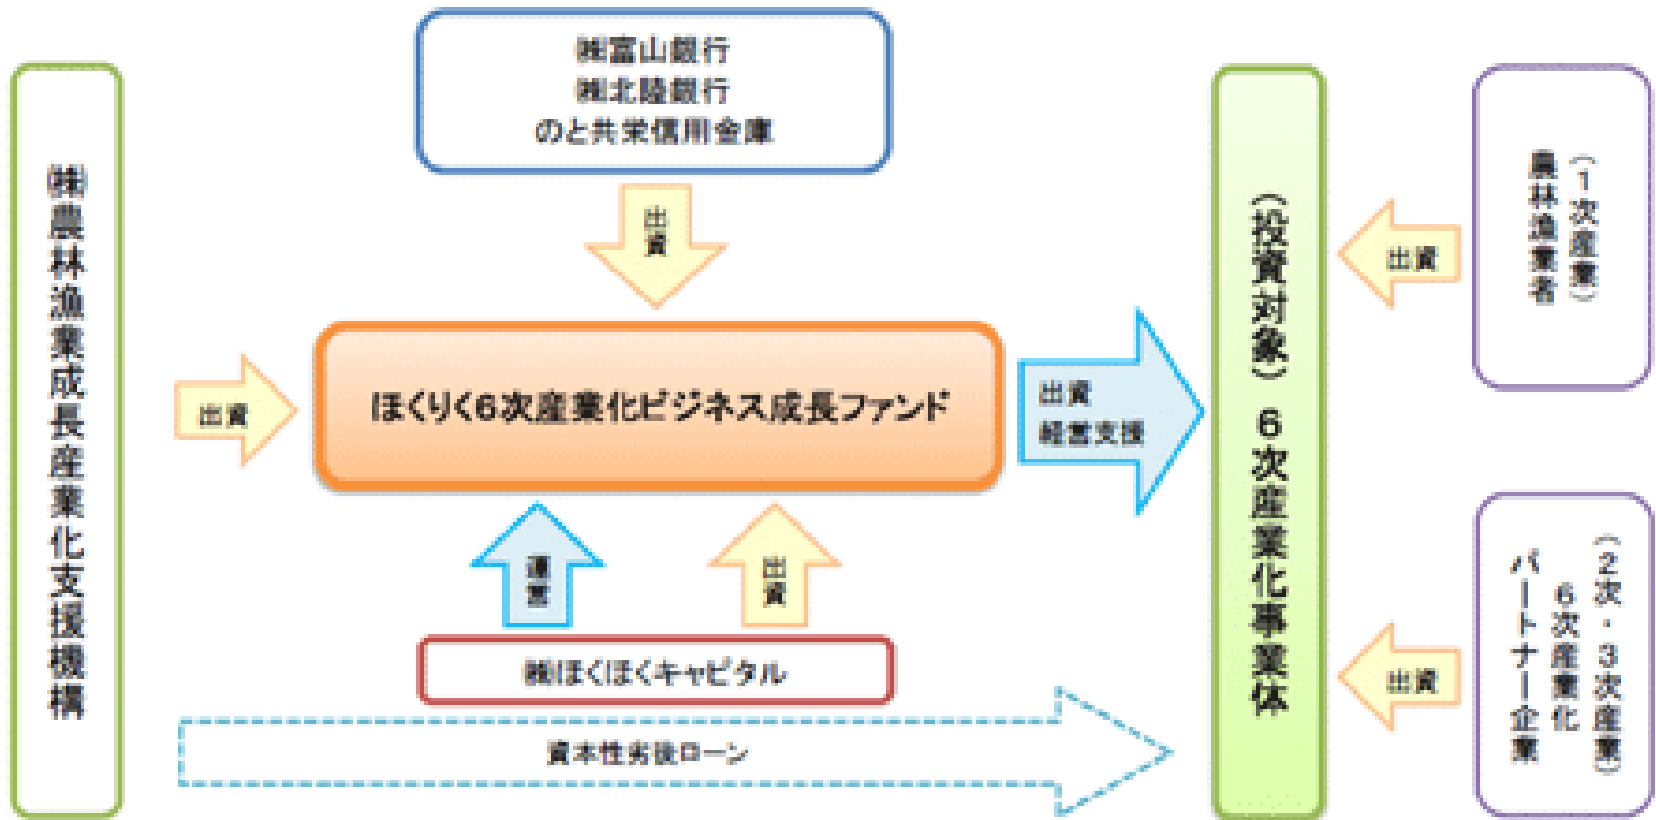 ㈱富山銀行
㈱北陸銀行
のと共栄信用金庫
出資
㈱農林漁業成長産業化支援機構
出資
ほくりく6次産業化ビジネス成長ファンド
出資
経営支援
運営
出資
㈱ほくほくキャピタル
資本性劣後ローン
(投資対象) 6次産業化事業体
出資
(1次産業)
農林漁業者
出資
(2次・3次産業)
6次産業化
パートナー企業